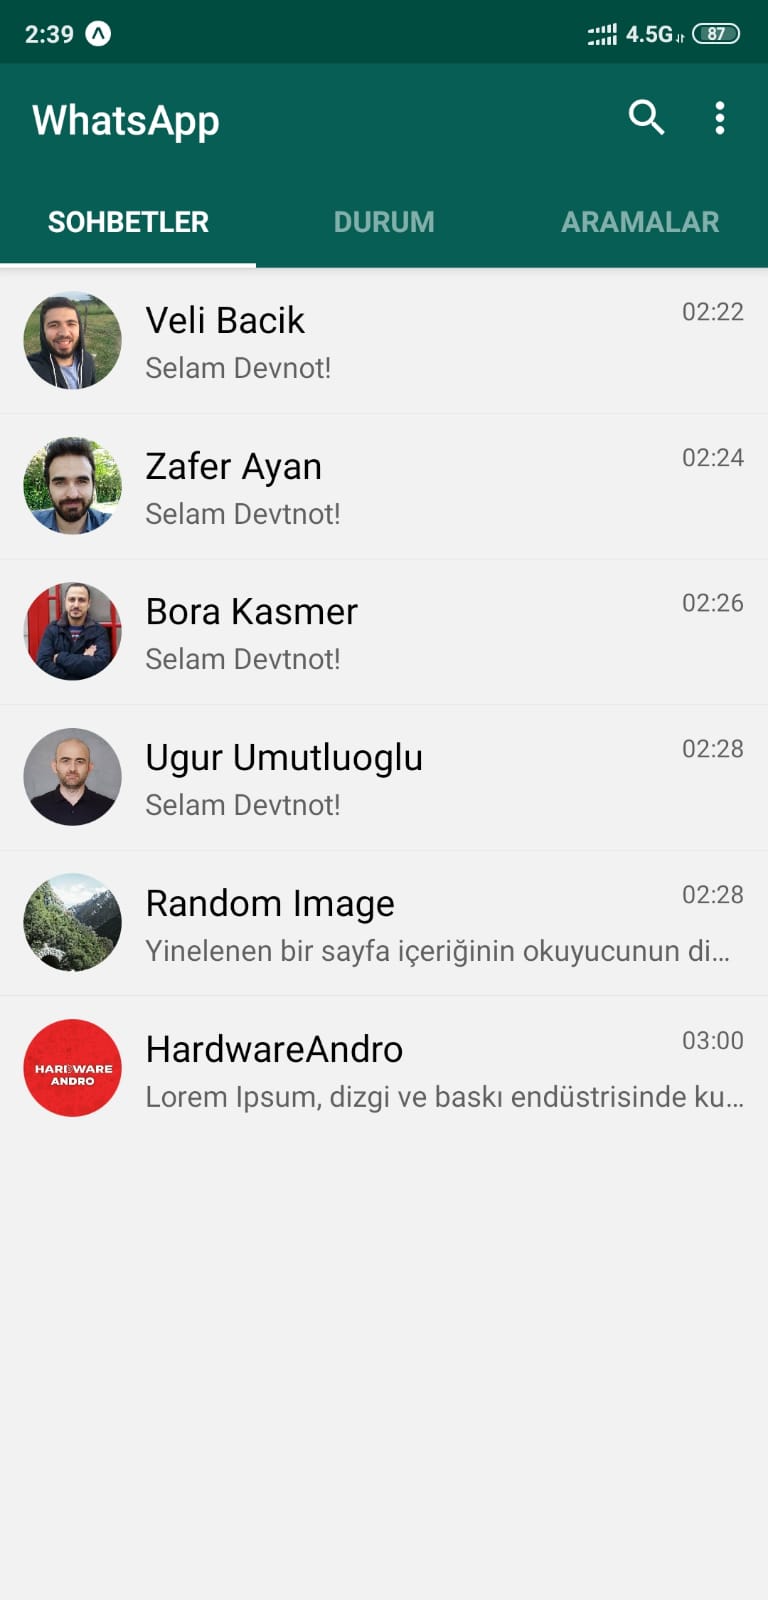 2:39 4.5G 87
WhatsApp
SOHBETLER DURUM ARAMALAR
Veli Bacik 02:22
Selam Devnot!
Zafer Ayan 02:24
Selam Devtnot!
Bora Kasmer 02:26
Selam Devtnot!
Ugur Umutluoglu 02:28
Selam Devtnot!
Random Image 02:28
Yinelenen bir sayfa içeriğinin okuyucunun di...
HARDWARE
ANDRO
HardwareAndro 03:00
Lorem Ipsum, dizgi ve baskı endüstrisinde ku...